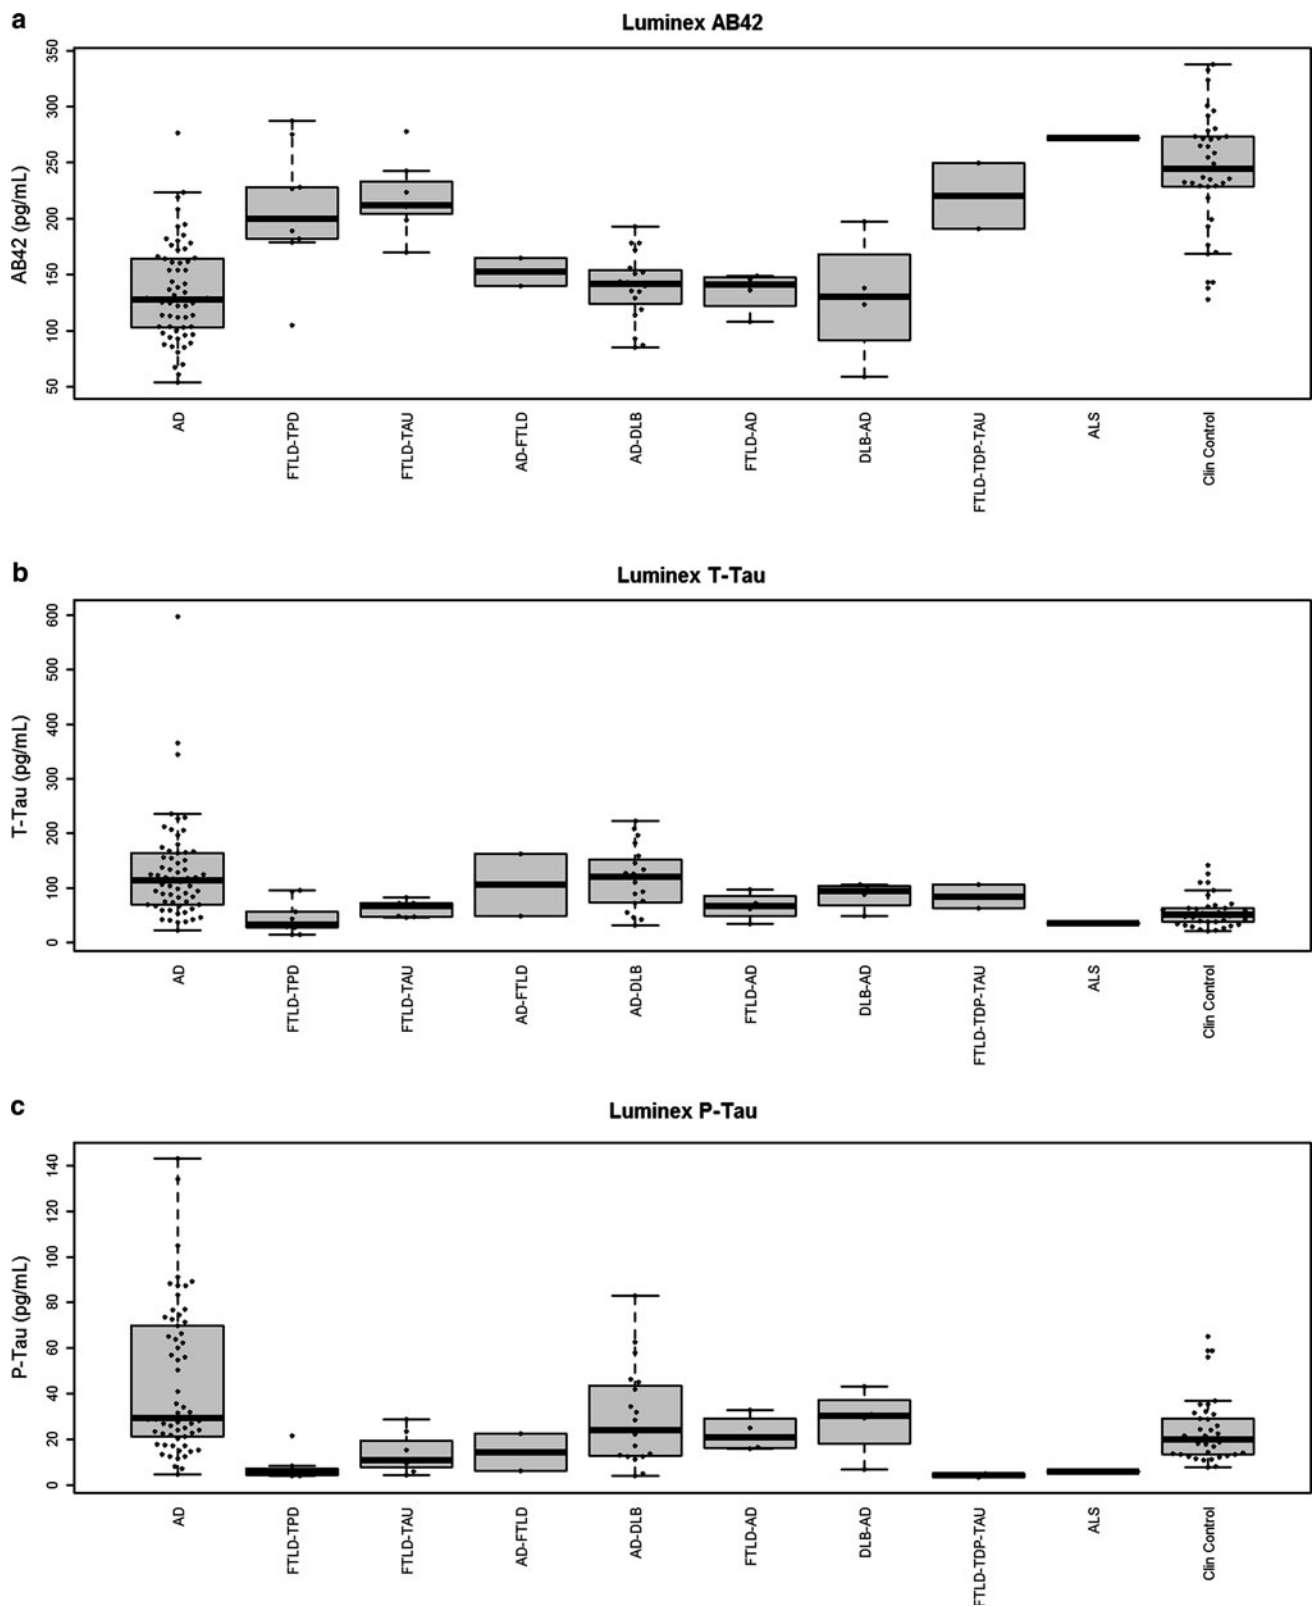 a
Luminex AB42
AB42 (pg/mL)
350
300
250
200
150
100
50
AD
FTLD-TPD
FTLD-TAU
AD-FTLD
AD-DLB
FTLD-AD
DLB-AD
FTLD-TDP-TAU
ALS
Clin Control
b
Luminex T-Tau
T-Tau (pg/mL)
600
500
400
300
200
100
0
AD
FTLD-TPD
FTLD-TAU
AD-FTLD
AD-DLB
FTLD-AD
DLB-AD
FTLD-TDP-TAU
ALS
Clin Control
c
Luminex P-Tau
P-Tau (pg/mL)
140
120
100
80
60
40
20
0
AD
FTLD-TPD
FTLD-TAU
AD-FTLD
AD-DLB
FTLD-AD
DLB-AD
FTLD-TDP-TAU
ALS
Clin Control